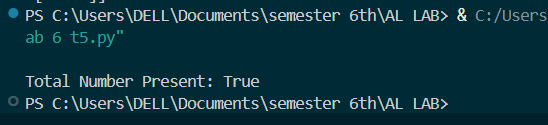 PS C:\Users\DELL\Documents\semester 6th\AL LAB> & C:/Users
ab 6 t5.py"
Total Number Present: True
PS C:\Users\DELL\Documents\semester 6th\AL LAB>